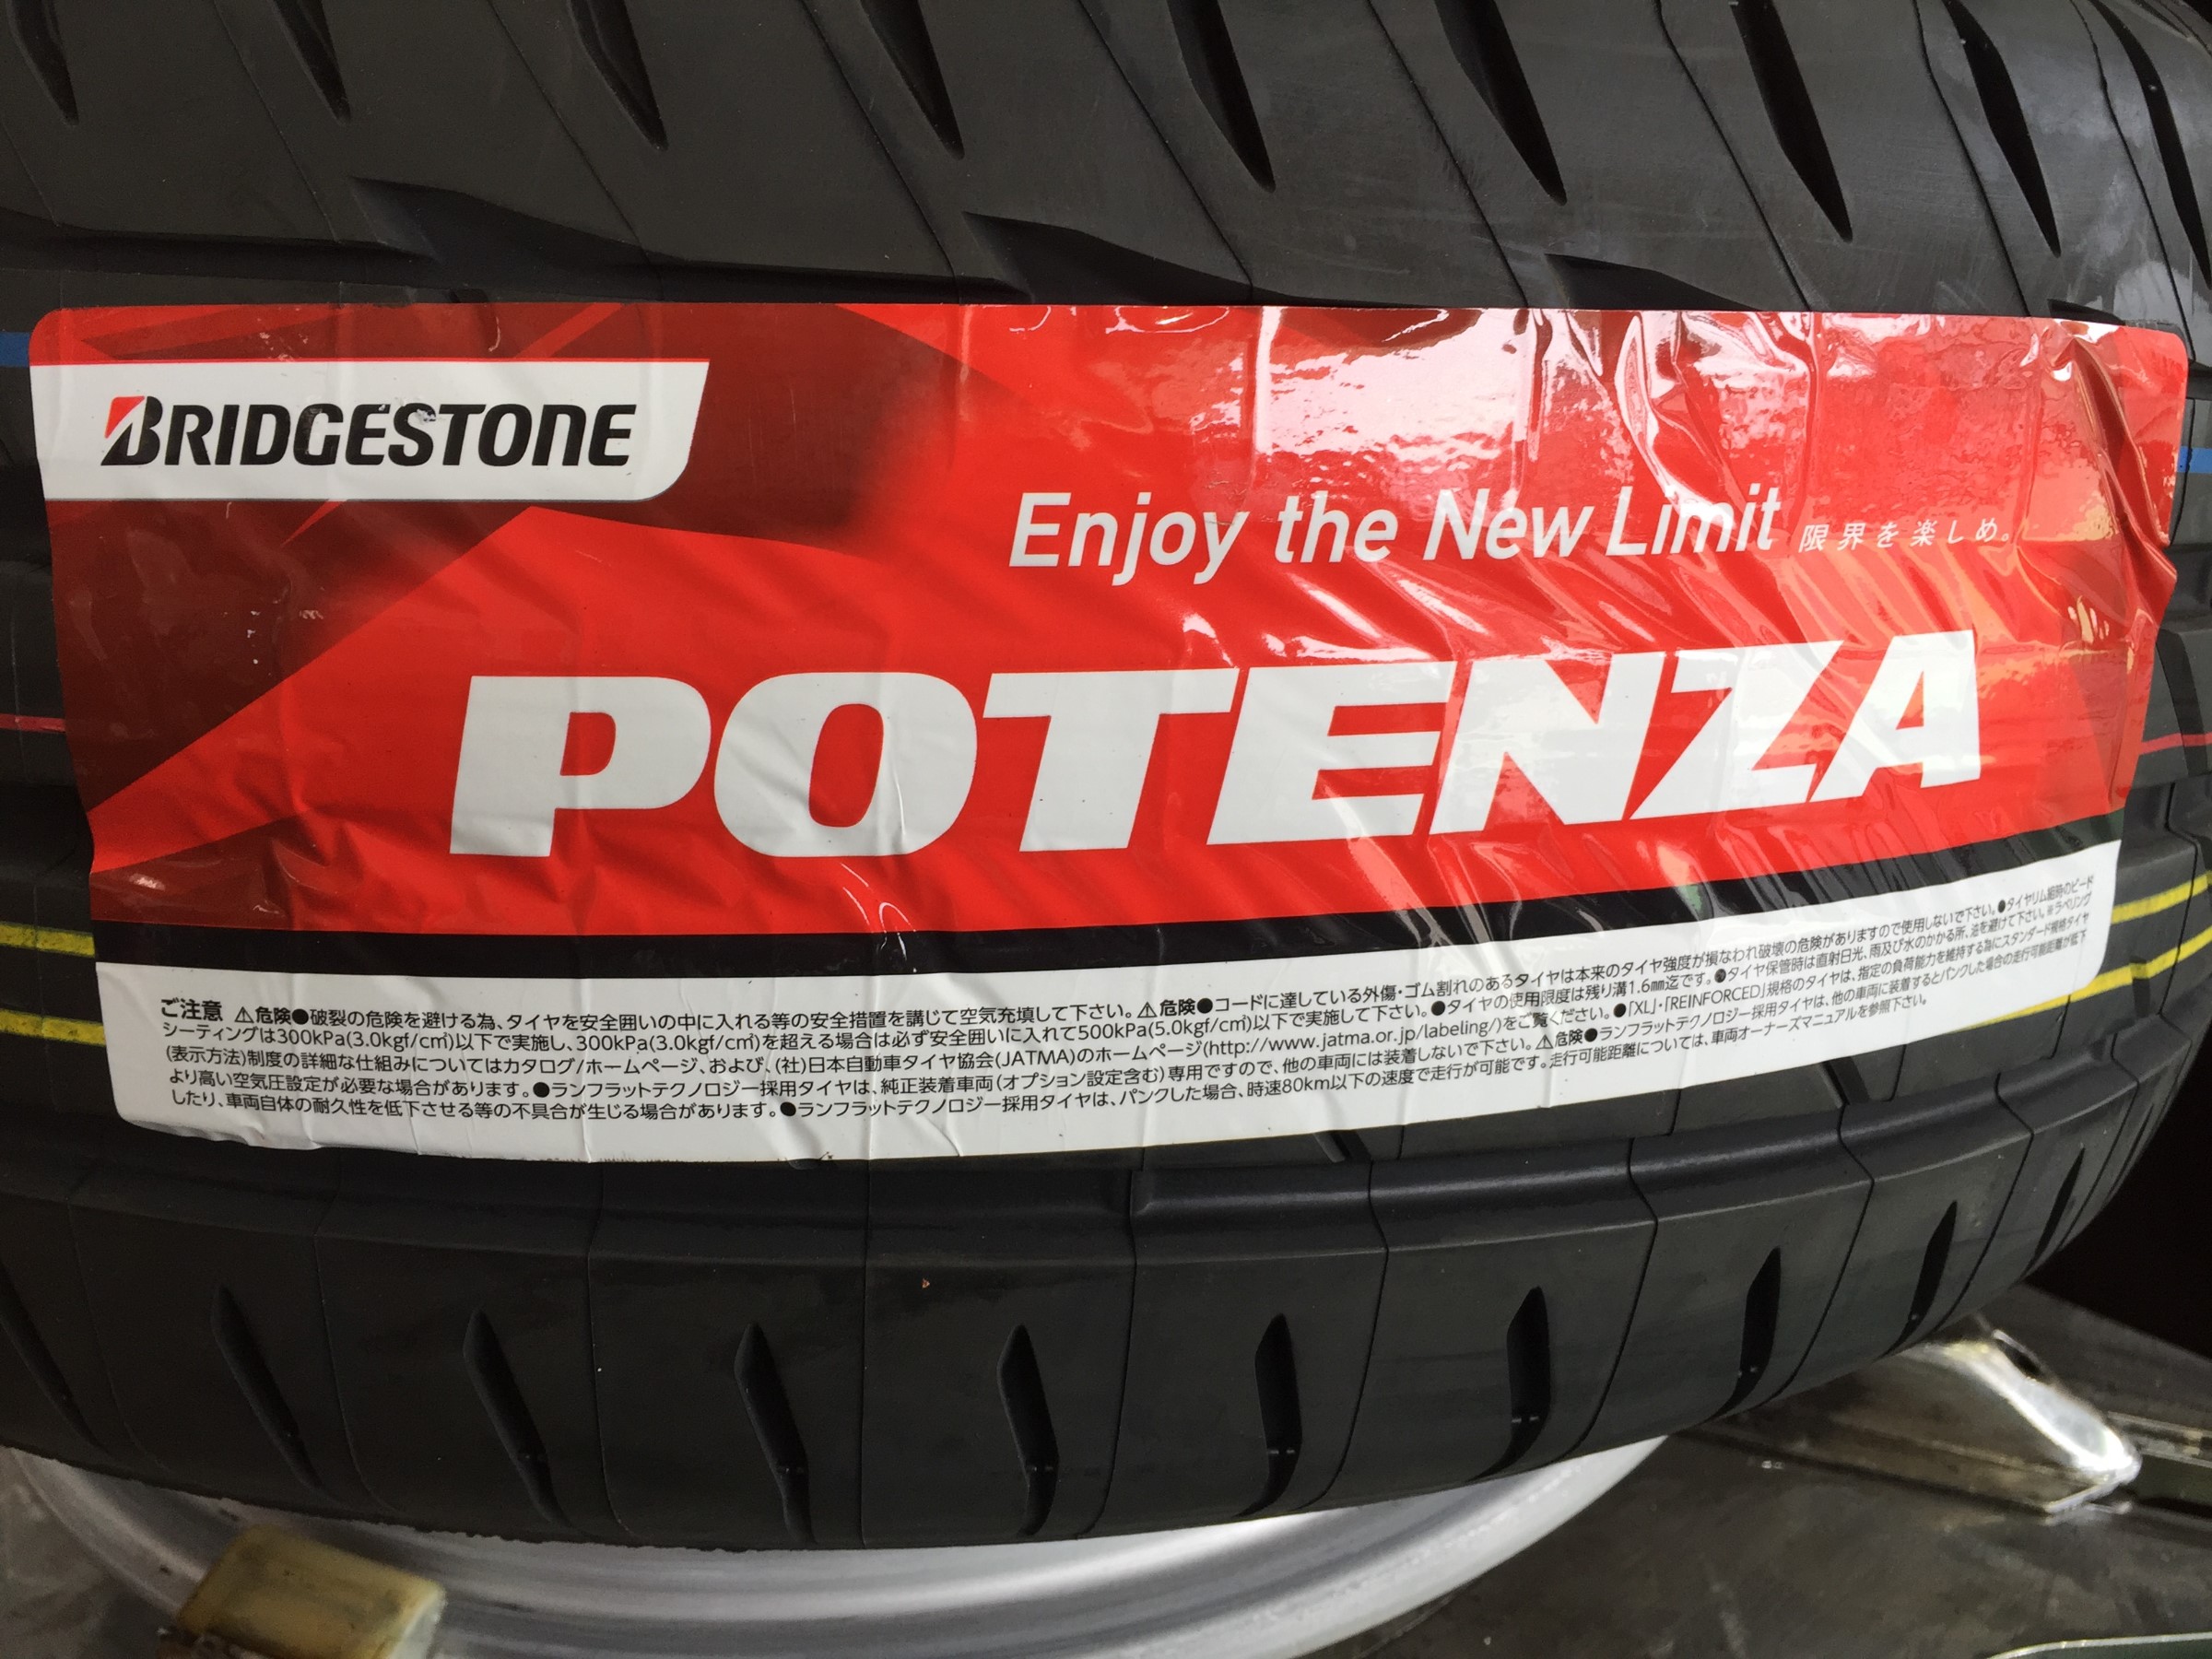 BRIDGESTONE
Enjoy the New Limit 限界を楽しめ。
POTENZA
ご注意 ⚠危険●破裂の危険を避ける為、タイヤを安全囲いの中に入れる等の安全措置を講じて空気充填して下さい。⚠危険●コードに達している外傷・ゴム割れのあるタイヤは本来のタイヤ強度が損なわれ破壊の危険がありますので使用しないで下さい。●タイヤリム組時のビード
シーティングは300kPa(3.0kgf/c㎡)以下で実施し、300kPa(3.0kgf/c㎡)を超える場合は必ず安全囲いに入れて500kPa(5.0kgf/c㎡)以下で実施して下さい。●タイヤの使用限度は残り溝1.6㎜迄です。●タイヤ保管時は直射日光、雨及び水のかかる所、油を避けて下さい。※ラベリング
(表示方法)制度の詳細な仕組みについてはカタログ/ホームページ、および、(社)日本自動車タイヤ協会(JATMA)のホームページ(http://www.jatma.or.jp/labeling/)をご覧ください。●「XL」・「REINFORCED」規格のタイヤは、指定の負荷能力を維持する為にスタンダード規格タイヤ
より高い空気圧設定が必要な場合があります。●ランフラットテクノロジー採用タイヤは、純正装着車両(オプション設定含む)専用ですので、他の車両には装着しないで下さい。⚠危険●ランフラットテクノロジー採用タイヤは、他の車両に装着するとパンクした場合の走行可能距離が低下
したり、車両自体の耐久性を低下させる等の不具合が生じる場合があります。●ランフラットテクノロジー採用タイヤは、パンクした場合、時速80km以下の速度で走行が可能です。走行可能距離については、車両オーナーズマニュアルを参照下さい。